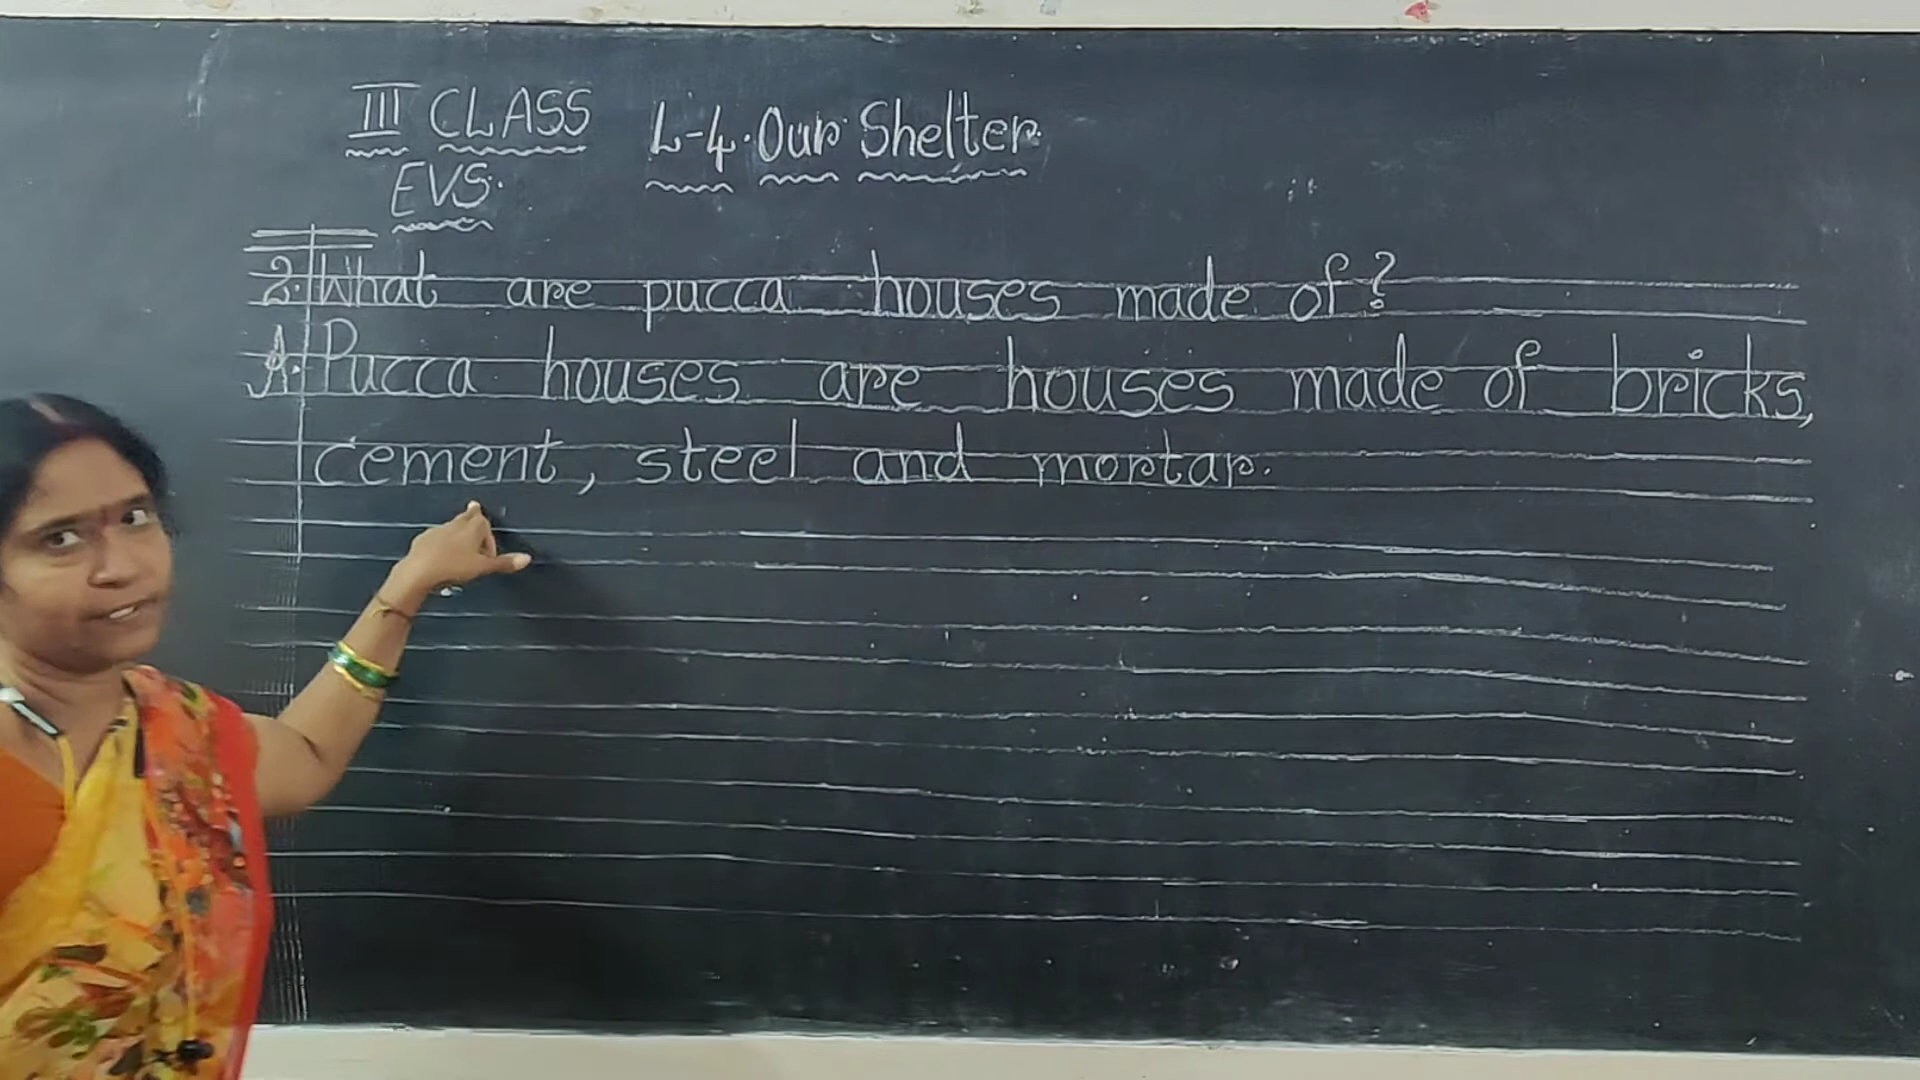 III CLASS L-4. Our Shelter.
EVS.
2. What are pucca houses made of?
A. Pucca houses are houses made of bricks,
cement, steel and mortar.